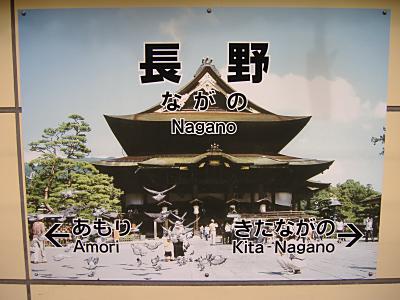 長野
ながの
Nagano
←あもり
Amori
きたながの→
Kita-Nagano